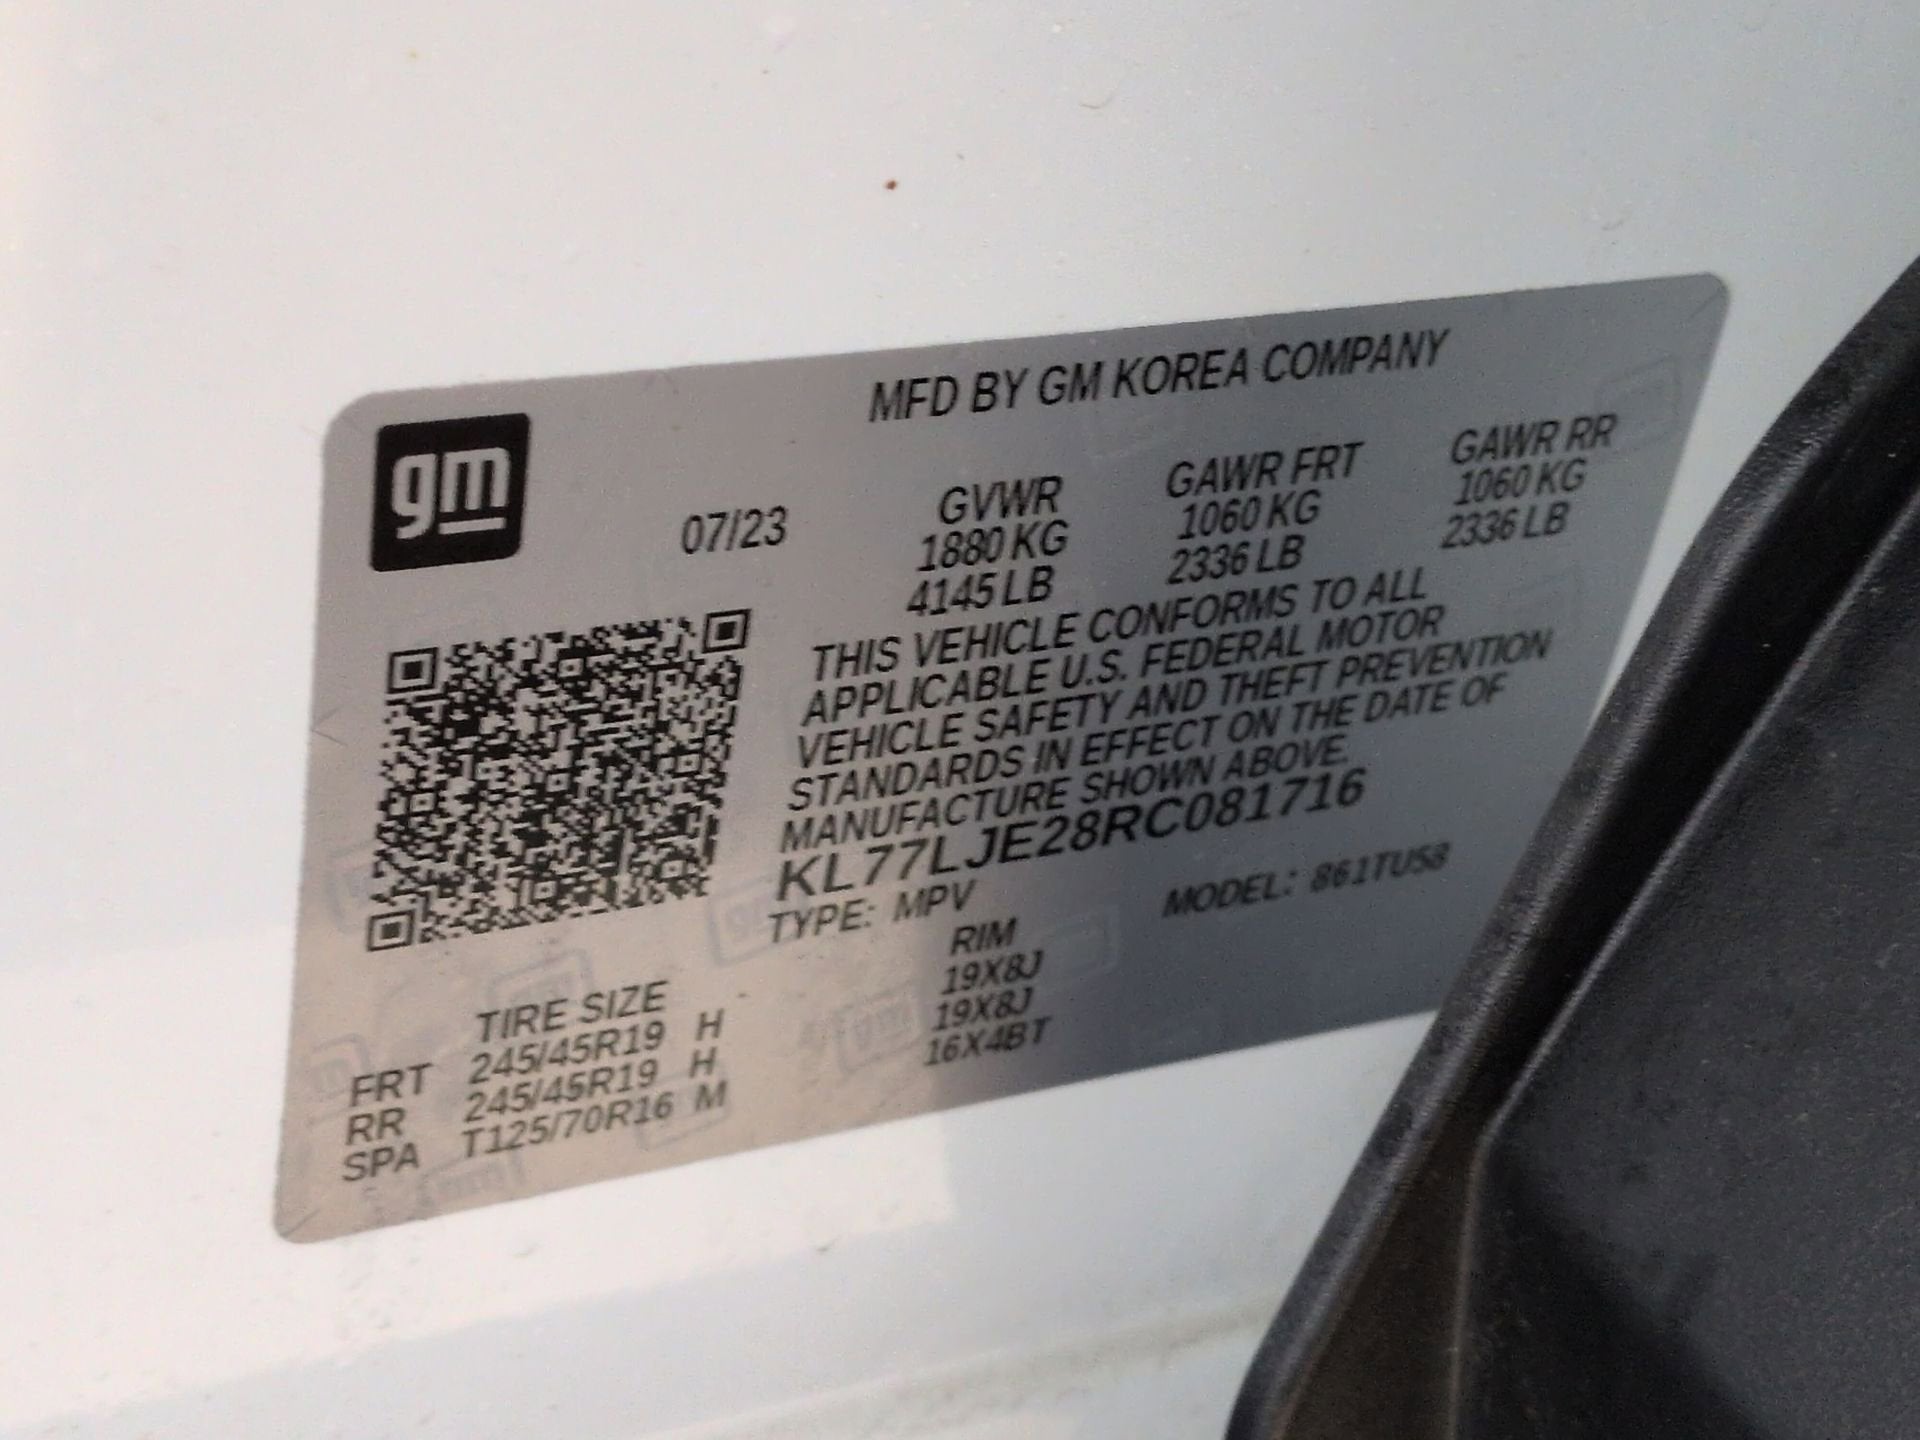 gm
MFD BY GM KOREA COMPANY
07/23 GVWR GAWR FRT GAWR RR
1880 KG 1060 KG 1060 KG
4145 LB 2336 LB 2336 LB
THIS VEHICLE CONFORMS TO ALL
APPLICABLE U.S. FEDERAL MOTOR
VEHICLE SAFETY AND THEFT PREVENTION
STANDARDS IN EFFECT ON THE DATE OF
MANUFACTURE SHOWN ABOVE.
KL77LJE28RC081716
TYPE: MPV MODEL: 861TU58
TIRE SIZE RIM
FRT 245/45R19 H 19X8J
RR 245/45R19 H 19X8J
SPA T125/70R16 M 16X4BT